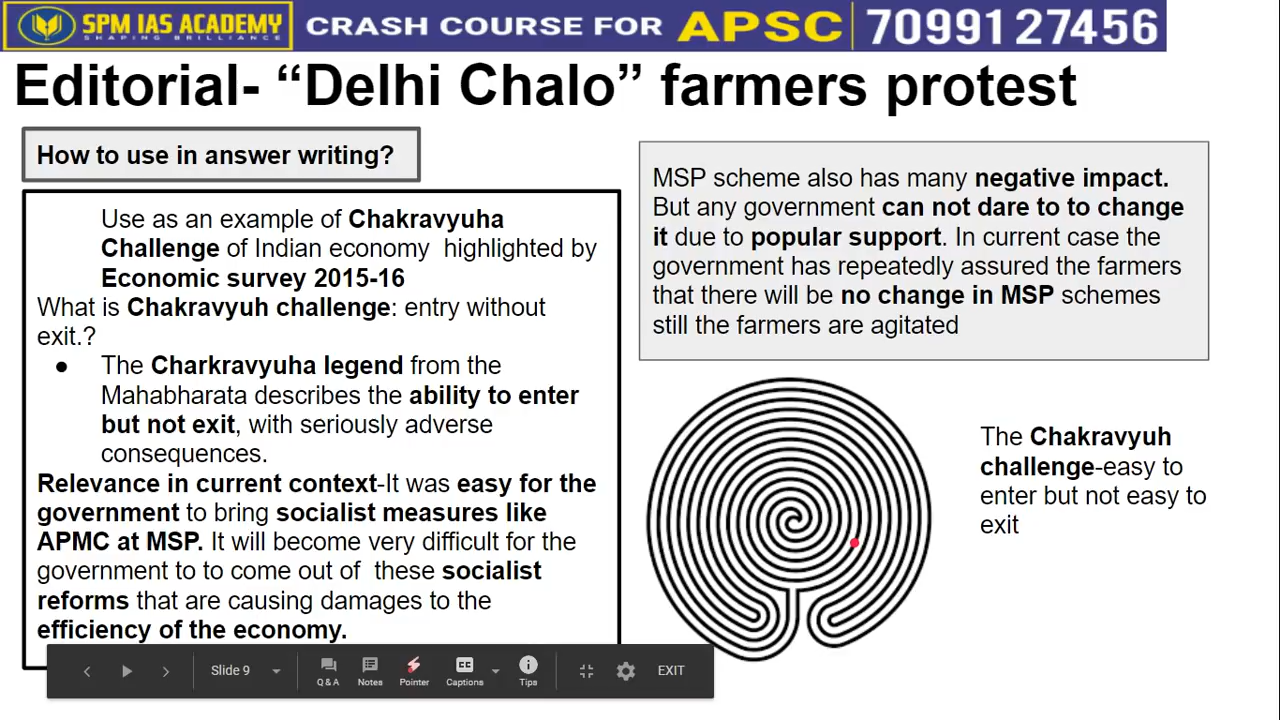 SPM IAS ACADEMY
SHAPING BRILLIANCE
CRASH COURSE FOR APSC 7099127456
Editorial- “Delhi Chalo” farmers protest
How to use in answer writing?
Use as an example of Chakravyuha
Challenge of Indian economy highlighted by
Economic survey 2015-16
What is Chakravyuh challenge: entry without
exit.?
● The Charkravyuha legend from the
Mahabharata describes the ability to enter
but not exit, with seriously adverse
consequences.
Relevance in current context-It was easy for the
government to bring socialist measures like
APMC at MSP. It will become very difficult for the
government to to come out of these socialist
reforms that are causing damages to the
efficiency of the economy.
MSP scheme also has many negative impact.
But any government can not dare to to change
it due to popular support. In current case the
government has repeatedly assured the farmers
that there will be no change in MSP schemes
still the farmers are agitated
The Chakravyuh
challenge-easy to
enter but not easy to
exit
Slide 9
Q & A
Notes
Pointer
CC
Captions
Tips
EXIT